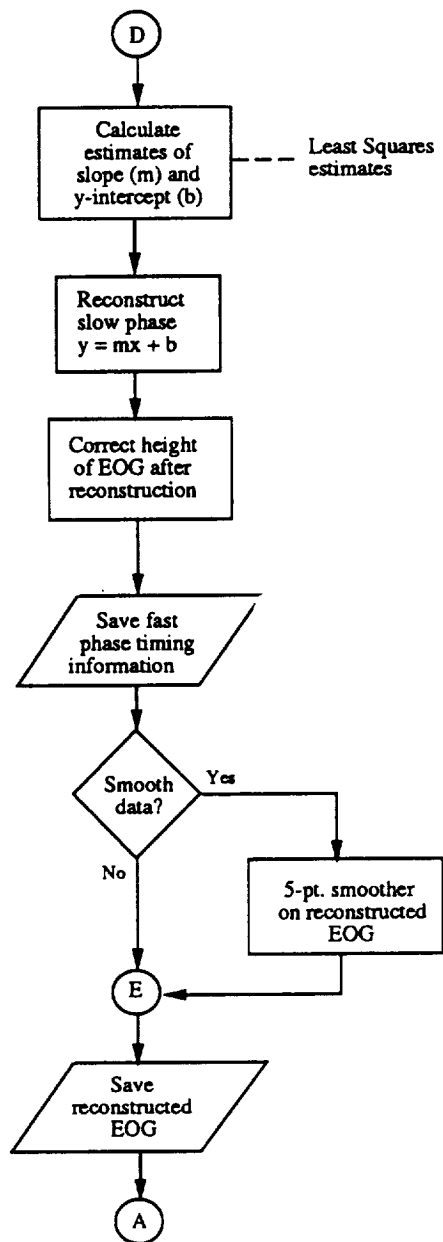 D
Calculate
estimates of
slope (m) and
y-intercept (b)
Least Squares
estimates
Reconstruct
slow phase
y = mx + b
Correct height
of EOG after
reconstruction
Save fast
phase timing
information
Smooth
data?
Yes
No
5-pt. smoother
on reconstructed
EOG
E
Save
reconstructed
EOG
A